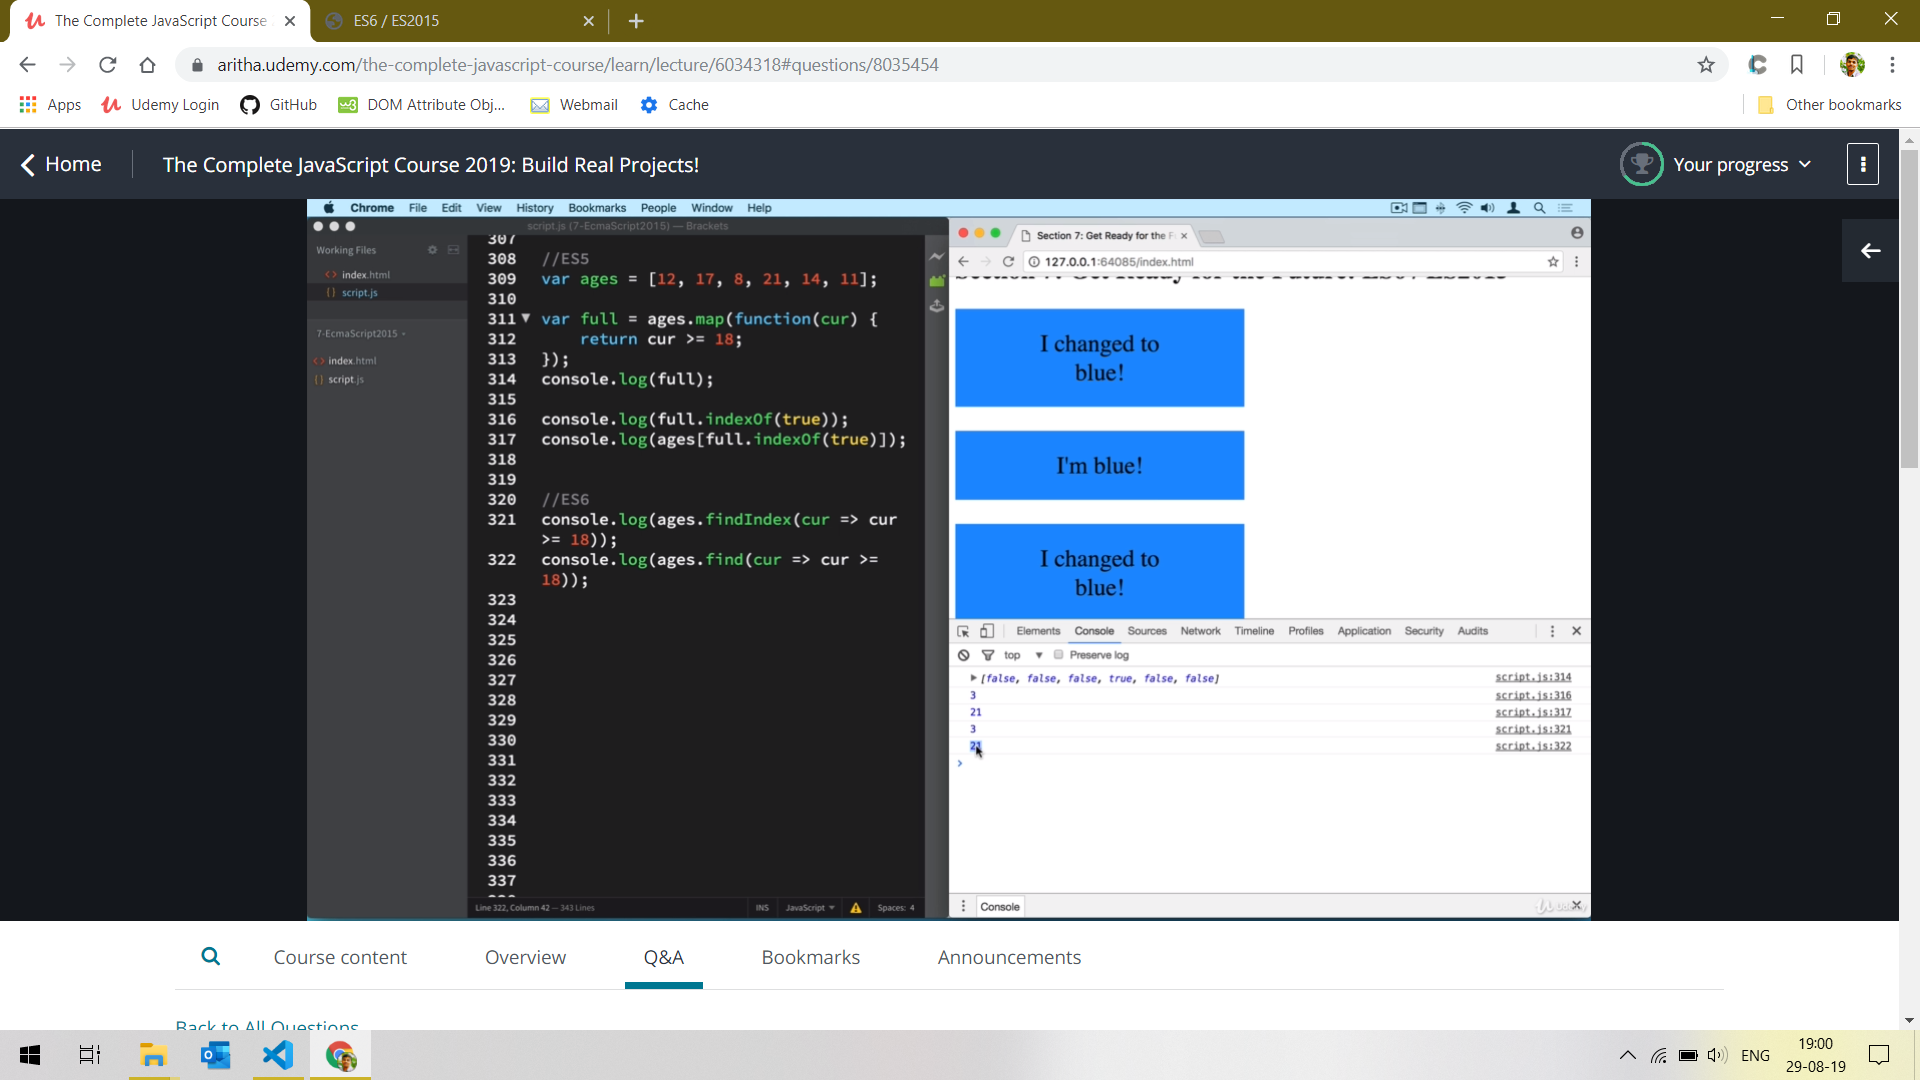 The Complete JavaScript Course
ES6 / ES2015
aritha.udemy.com/the-complete-javascript-course/learn/lecture/6034318#questions/8035454
Apps
Udemy Login
GitHub
DOM Attribute Obj...
Webmail
Cache
Other bookmarks
Home
The Complete JavaScript Course 2019: Build Real Projects!
Your progress
Chrome File Edit View History Bookmarks People Window Help
script.js (7-EcmaScript2015) — Brackets
Working Files
<> index.html
{} script.js
7-EcmaScript2015
<> index.html
{} script.js
307
308 //ES5
309 var ages = [12, 17, 8, 21, 14, 11];
310
311 var full = ages.map(function(cur) {
312 return cur >= 18;
313 });
314 console.log(full);
315
316 console.log(full.indexOf(true));
317 console.log(ages[full.indexOf(true)]);
318
319
320 //ES6
321 console.log(ages.findIndex(cur => cur
>= 18));
322 console.log(ages.find(cur => cur >=
18));
323
324
325
326
327
328
329
330
331
332
333
334
335
336
337
Line 322, Column 42 — 343 Lines
INS
JavaScript
Spaces: 4
Section 7: Get Ready for the F
127.0.0.1:64085/index.html
Section 7: Get Ready for the Future: ES6 / ES2015
I changed to
blue!
I'm blue!
I changed to
blue!
Elements Console Sources Network Timeline Profiles Application Security Audits
top
Preserve log
[false, false, false, true, false, false] script.js:314
3 script.js:316
21 script.js:317
3 script.js:321
21 script.js:322
Console
Udemy
Course content
Overview
Q&A
Bookmarks
Announcements
Back to All Questions
ENG
19:00
29-08-19